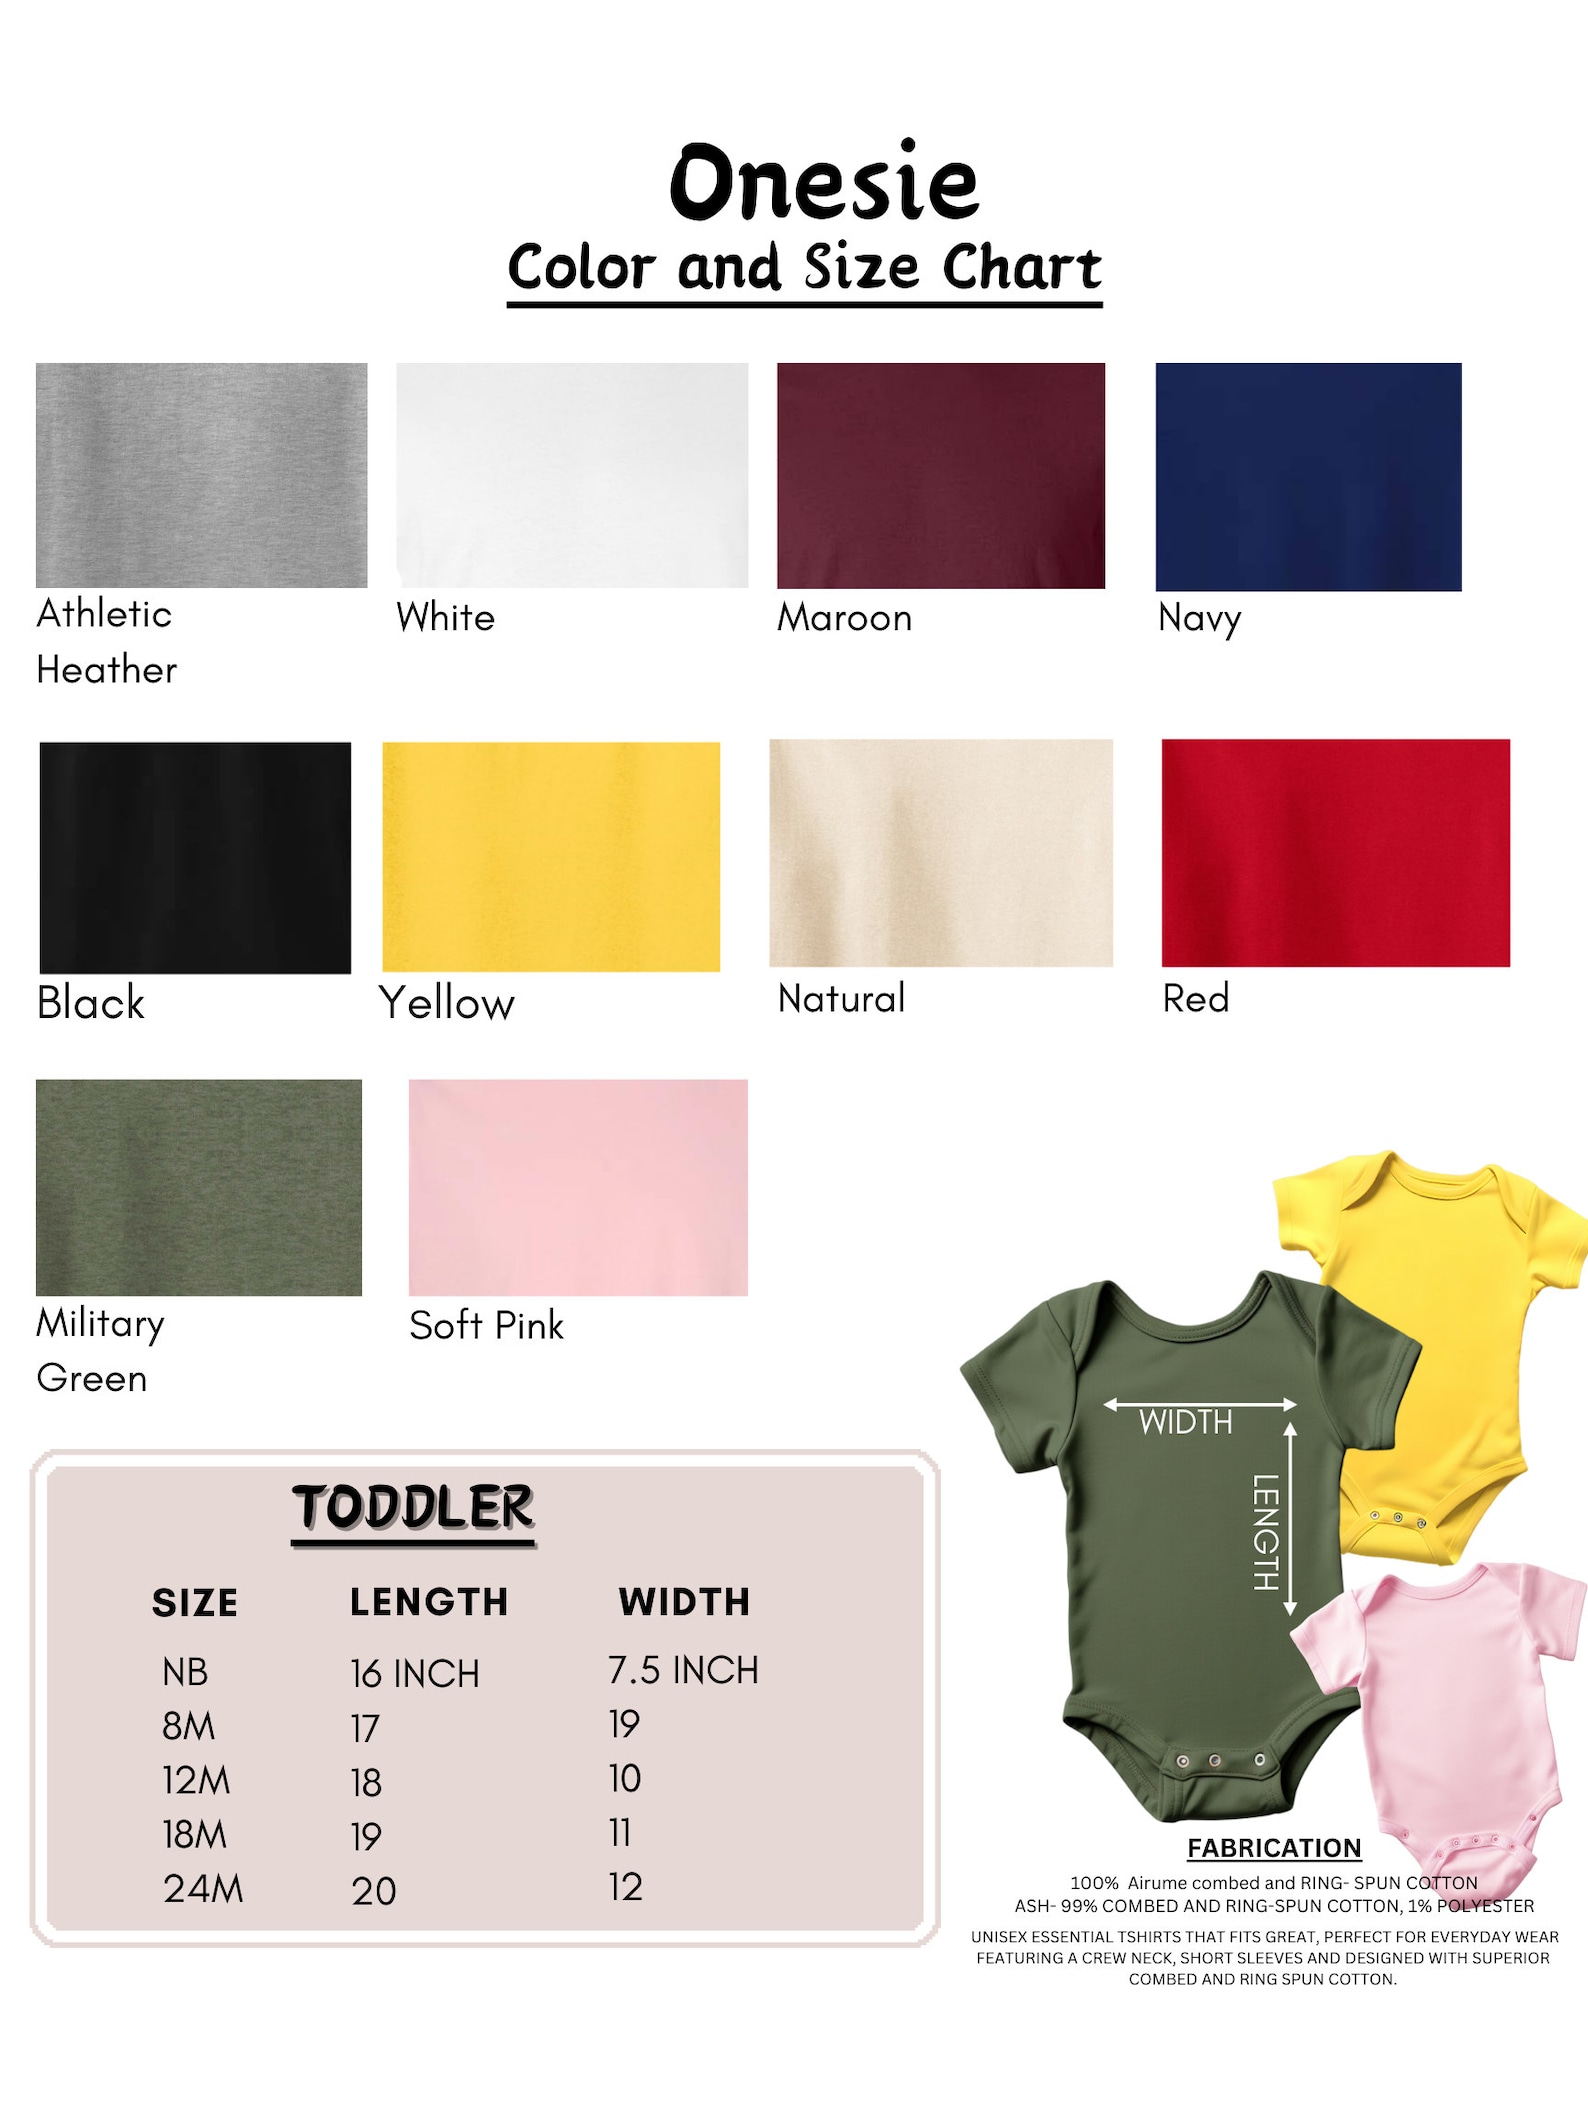 Onesie
Color and Size Chart
Athletic
Heather
White
Maroon
Navy
Black
Yellow
Natural
Red
Military
Green
Soft Pink
WIDTH
LENGTH
TODDLER
SIZE LENGTH WIDTH
NB 16 INCH 7.5 INCH
8M 17 19
12M 18 10
18M 19 11
24M 20 12
FABRICATION
100% Airume combed and RING- SPUN COTTON
ASH- 99% COMBED AND RING-SPUN COTTON, 1% POLYESTER
UNISEX ESSENTIAL TSHIRTS THAT FITS GREAT, PERFECT FOR EVERYDAY WEAR
FEATURING A CREW NECK, SHORT SLEEVES AND DESIGNED WITH SUPERIOR
COMBED AND RING SPUN COTTON.